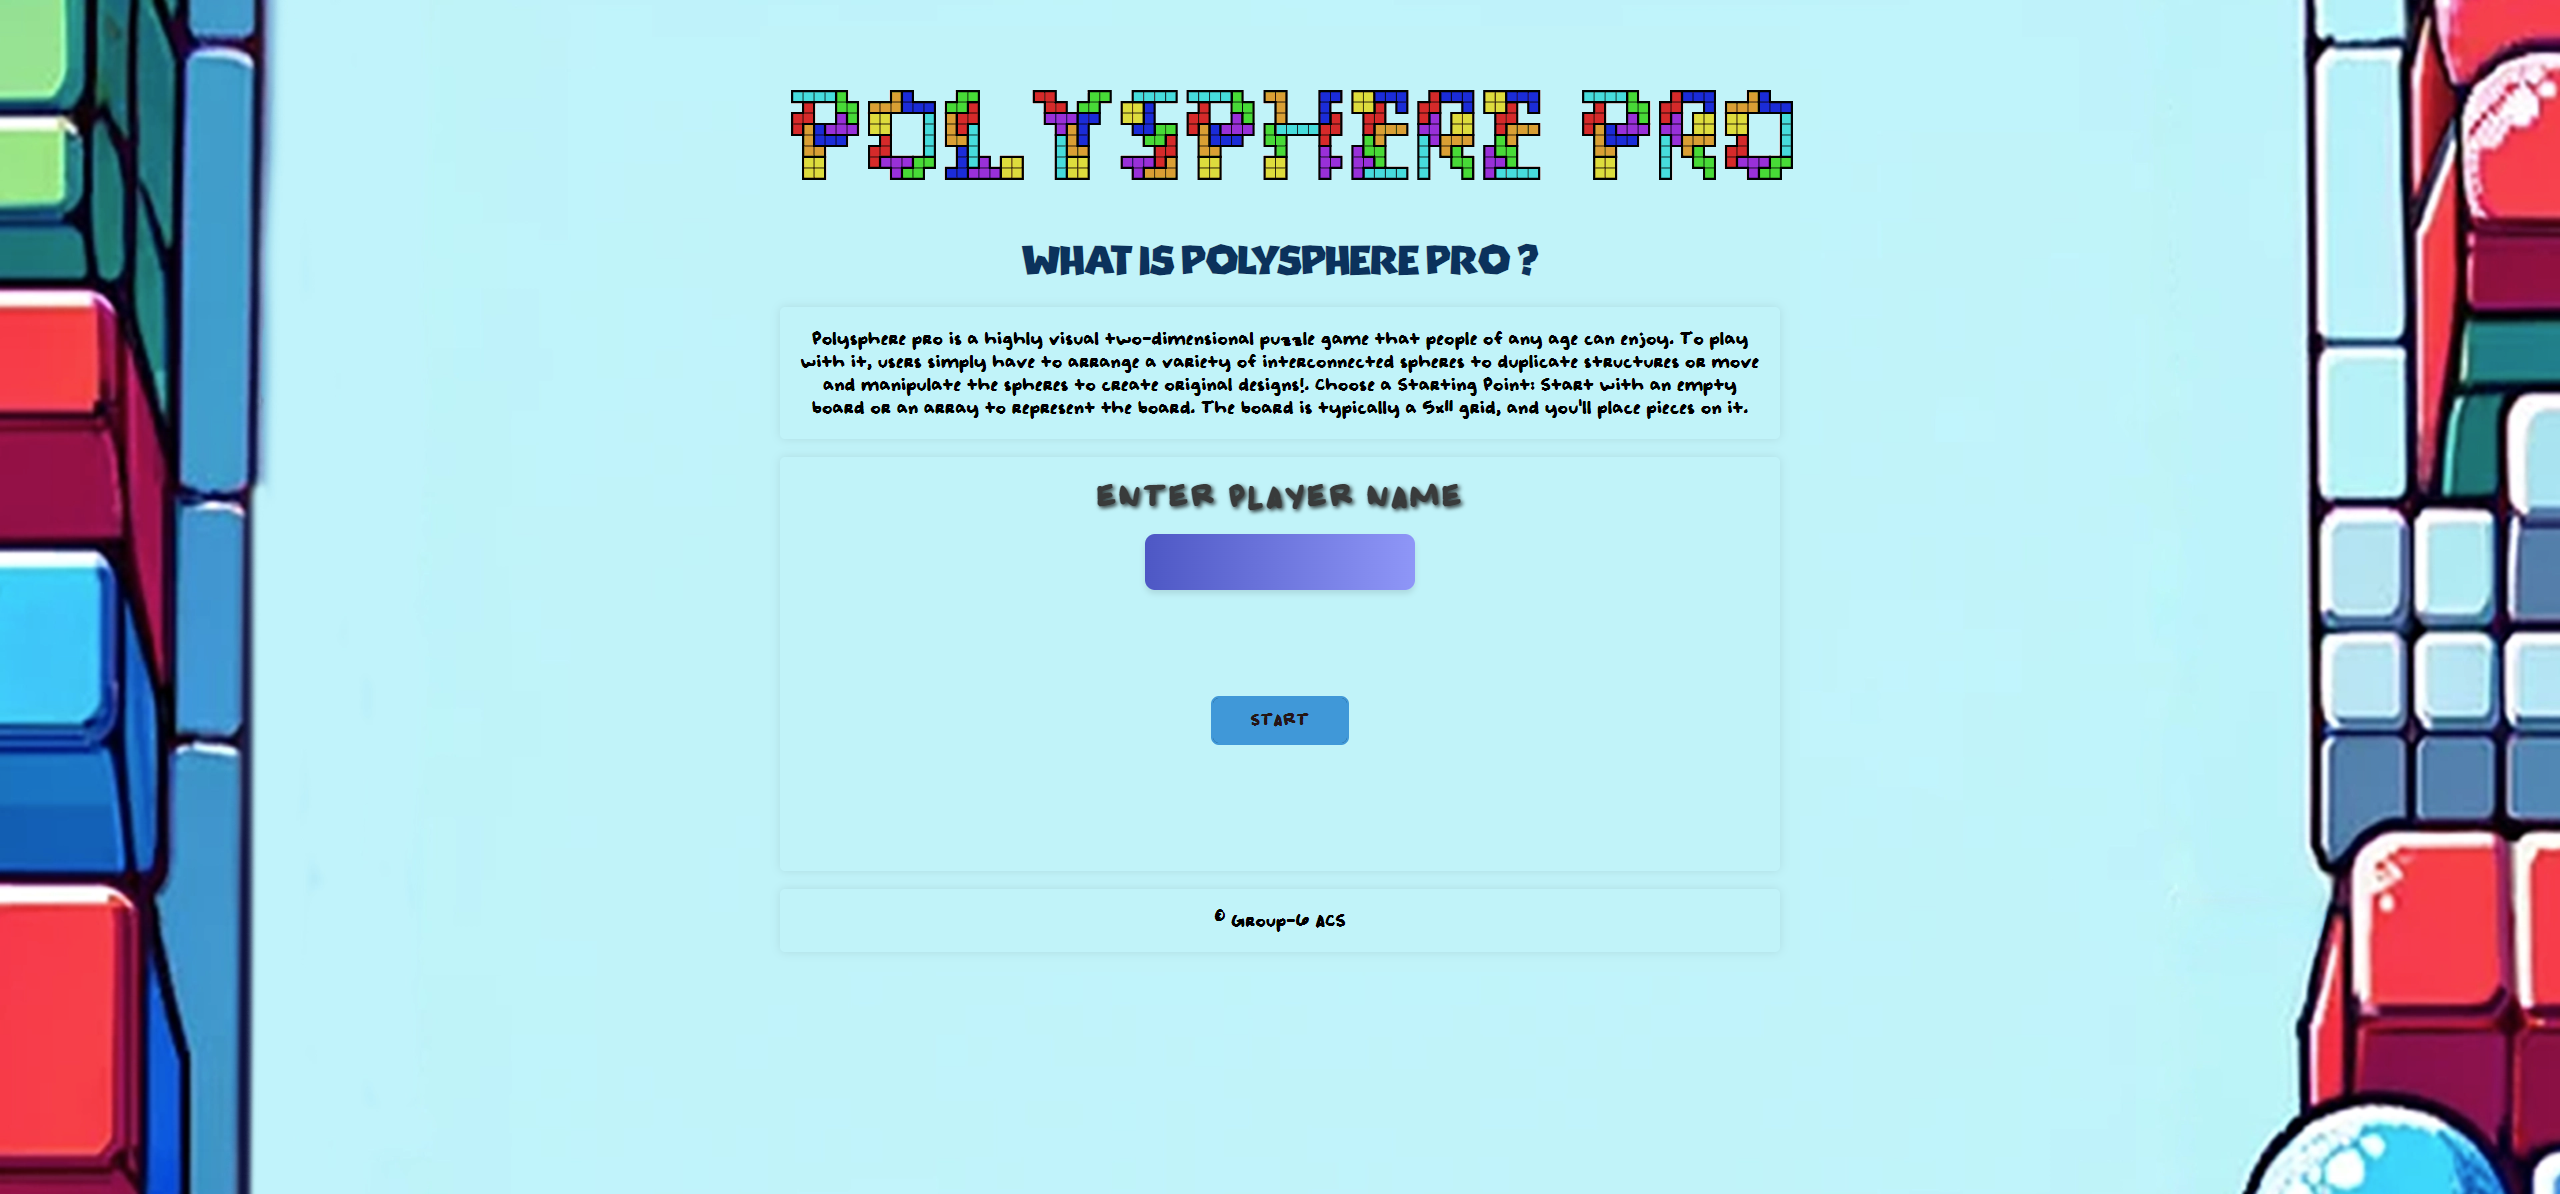 POLYSPHERE PRO
WHAT IS POLYSPHERE PRO ?
Polysphere pro is a highly visual two-dimensional puzzle game that people of any age can enjoy. To play
with it, users simply have to arrange a variety of interconnected spheres to duplicate structures or move
and manipulate the spheres to create original designs!. Choose a Starting Point: Start with an empty
board or an array to represent the board. The board is typically a 5x11 grid, and you'll place pieces on it.
ENTER PLAYER NAME
START
© Group-6 ACS